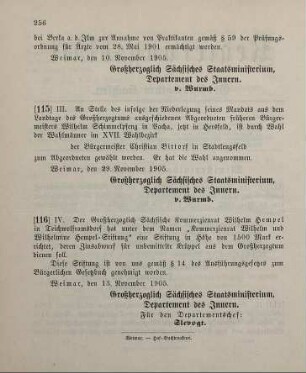 256
bei Berka a. d. Ilm zur Annahme von Praktikanten gemäß § 59 der Prüfungs-
ordnung für Ärzte vom 28. Mai 1901 ermächtigt worden.
Weimar, den 10. November 1905.
Großherzoglich Sächsisches Staatsministerium,
Departement des Innern.
v. Wurmb.
[115] III. An Stelle des infolge der Niederlegung seines Mandats aus dem
Landtage des Großherzogtums ausgeschiedenen Abgeordneten früheren Bürger-
meisters Wilhelm Schimmelpfeng in Vacha, jetzt in Hersfeld, ist durch Wahl
der Wahlmänner im XVII. Wahlbezirk
der Bürgermeister Christian Bittorf in Stadtlengsfeld
zum Abgeordneten gewählt worden. Er hat die Wahl angenommen.
Weimar, den 29. November 1905.
Großherzoglich Sächsisches Staatsministerium,
Departement des Innern.
v. Wurmb.
[116] IV. Der Großherzoglich Sächsische Kommerzienrat Wilhelm Hempel
in Teichwolframsdorf hat unter dem Namen „Kommerzienrat Wilhelm und
Wilhelmine Hempel-Stiftung" eine Stiftung in Höhe von 1500 Mark er-
richtet, deren Zinsabwurf für unbemittelte Krüppel aus dem Großherzogtum
dienen soll.
Diese Stiftung ist von uns gemäß § 14 des Ausführungsgesetzes zum
Bürgerlichen Gesetzbuch genehmigt worden.
Weimar, den 13. November 1905.
Großherzoglich Sächsisches Staatsministerium,
Departement des Innern.
Für den Departementschef:
Slevogt.
Weimar. — Hof-Buchdruckerei.